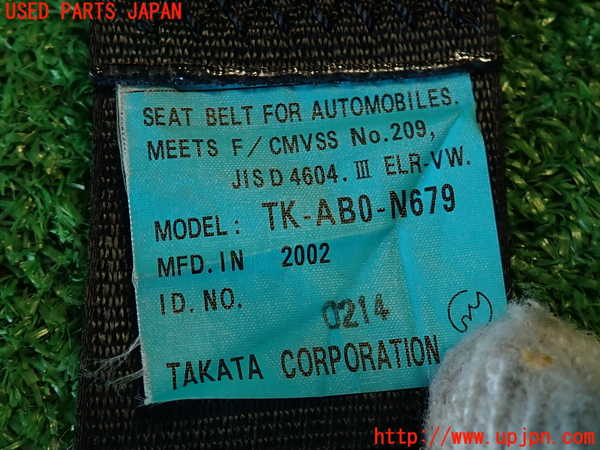 USED PARTS JAPAN
SEAT BELT FOR AUTOMOBILES.
MEETS F/CMVSS No.209,
JIS D 4604. III ELR-VW.
MODEL: TK-AB0-N679
MFD. IN 2002
ID. NO. 0214
TAKATA CORPORATION
http://www.upjpn.com